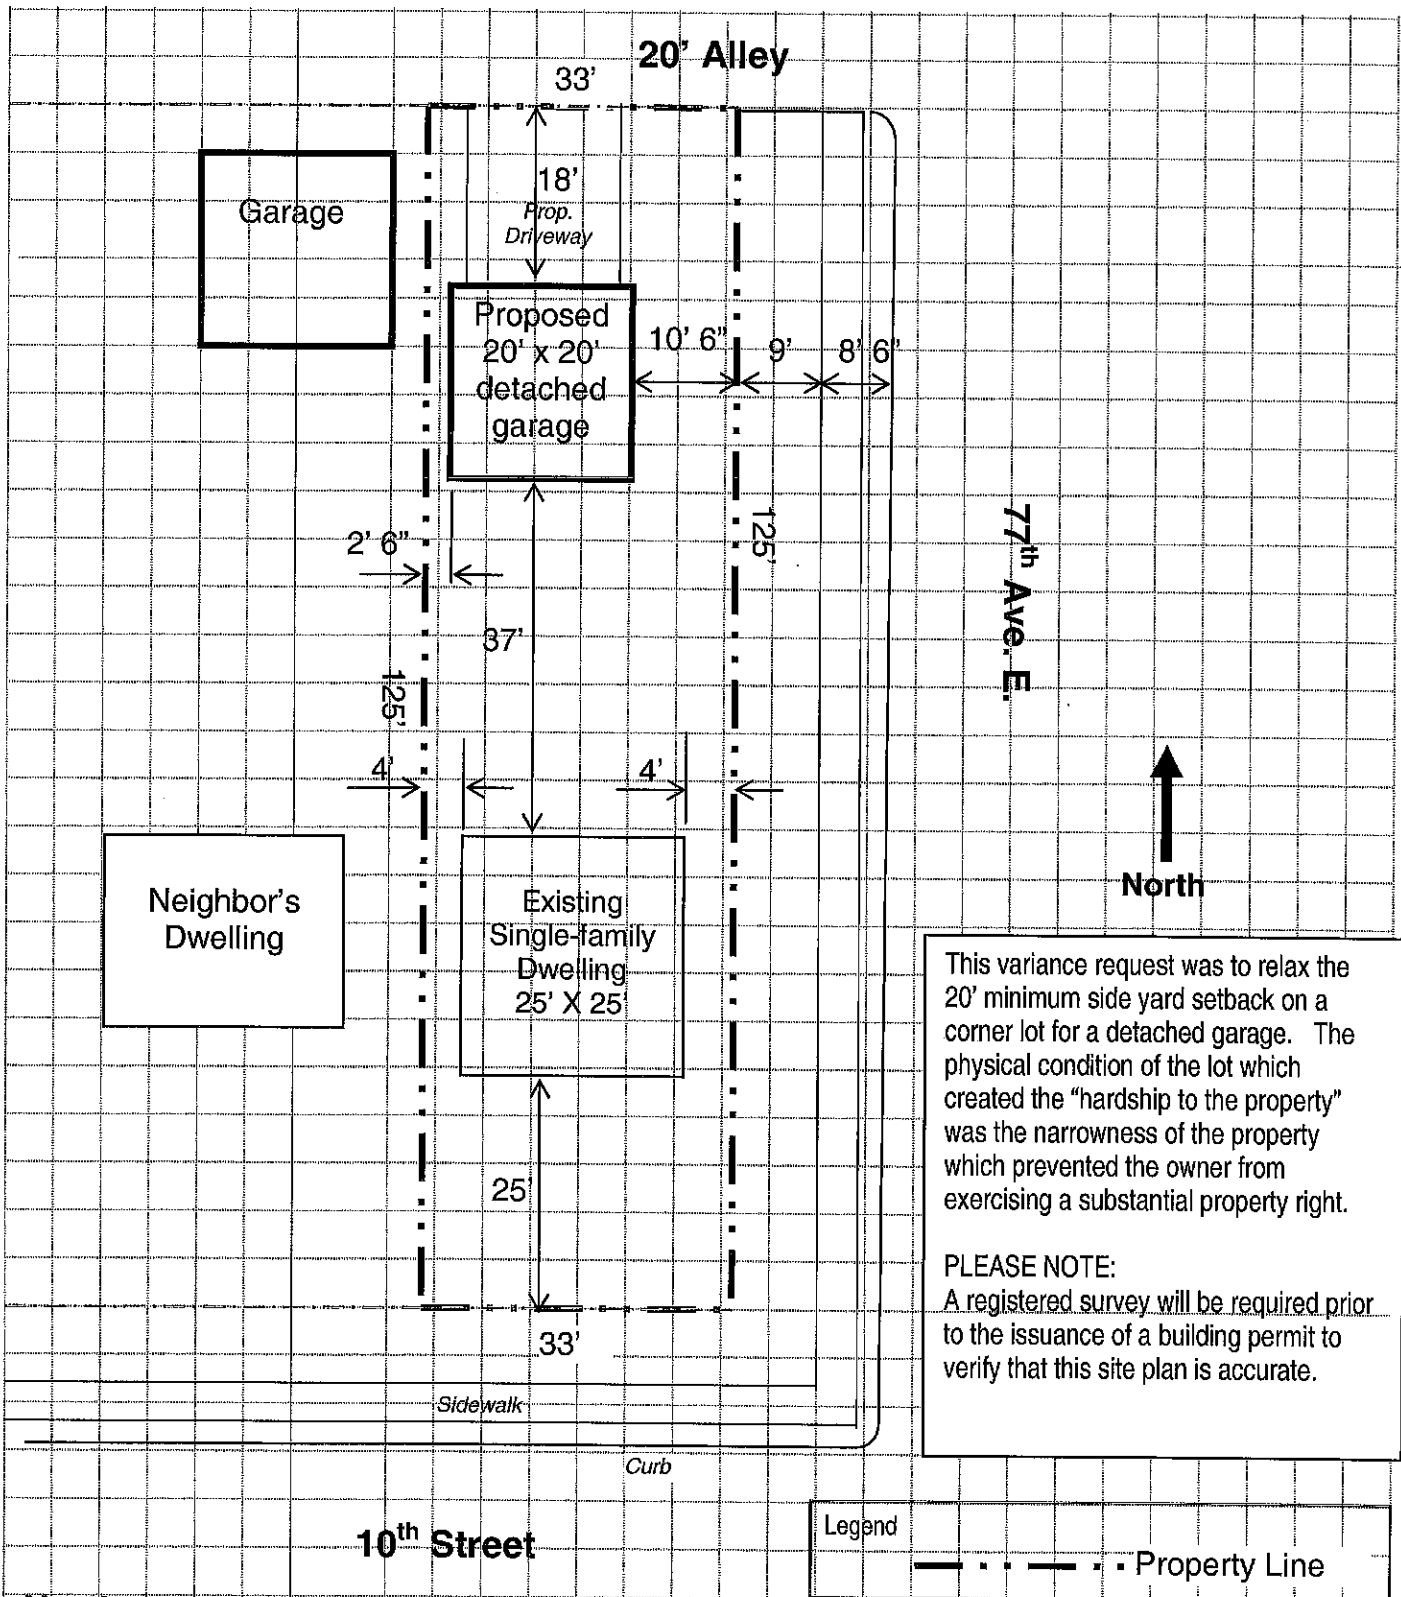 20' Alley
33'
18'
Prop.
Driveway
Garage
Proposed
20' x 20'
detached
garage
10' 6"
9'
8' 6"
2' 6"
125'
77th Ave. E.
37'
125'
4'
4'
North
Neighbor's
Dwelling
Existing
Single-family
Dwelling
25' X 25'
This variance request was to relax the
20' minimum side yard setback on a
corner lot for a detached garage. The
physical condition of the lot which
created the "hardship to the property"
was the narrowness of the property
which prevented the owner from
exercising a substantial property right.
PLEASE NOTE:
A registered survey will be required prior
to the issuance of a building permit to
verify that this site plan is accurate.
25'
33'
Sidewalk
Curb
10th Street
Legend
Property Line